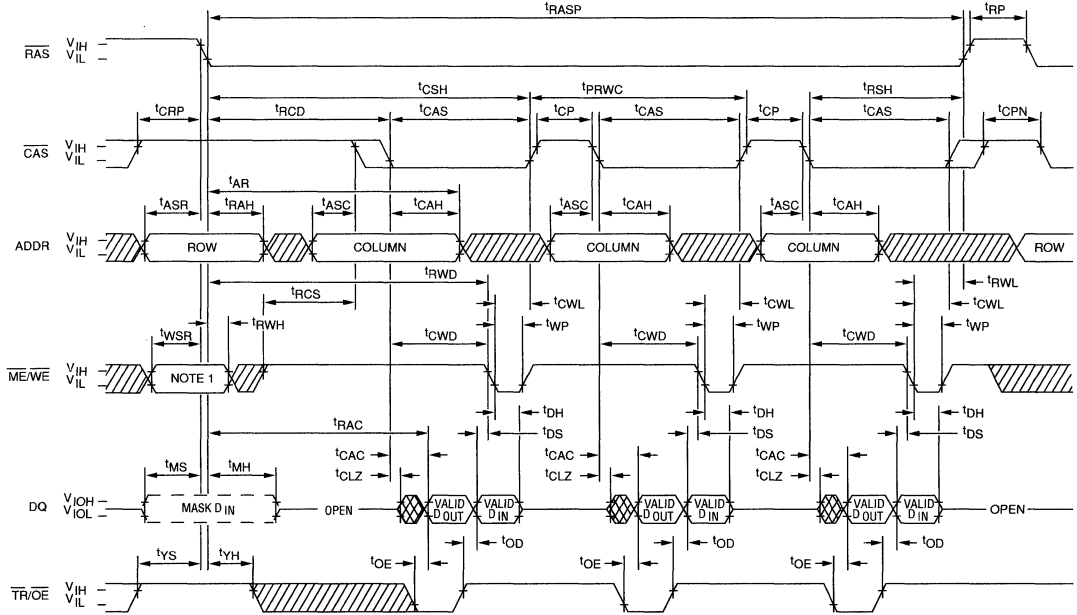 tRASP tRP
RAS VIH
VIL
tCSH tPRWC tRSH
tCRP tRCD tCAS tCP tCAS tCP tCAS tCPN
CAS VIH
VIL
tAR
tASR tRAH tASC tCAH tASC tCAH tASC tCAH
ADDR VIH
VIL
ROW COLUMN COLUMN COLUMN ROW
tRWD tRWL
tRCS tCWL tCWL tCWL
tWSR tRWH tWP tWP tWP
tCWD tCWD tCWD
ME/WE VIH
VIL
NOTE 1
tDH tDH tDH
tRAC tDS tDS tDS
tCAC tCAC tCAC
tMS tMH tCLZ tCLZ tCLZ
DQ VIOH
VIOL
MASK D IN OPEN VALID DOUT VALID DIN VALID DOUT VALID DIN VALID DOUT VALID DIN OPEN
tYS tYH tOE tOD tOE tOD tOE tOD
TR/OE VIH
VIL